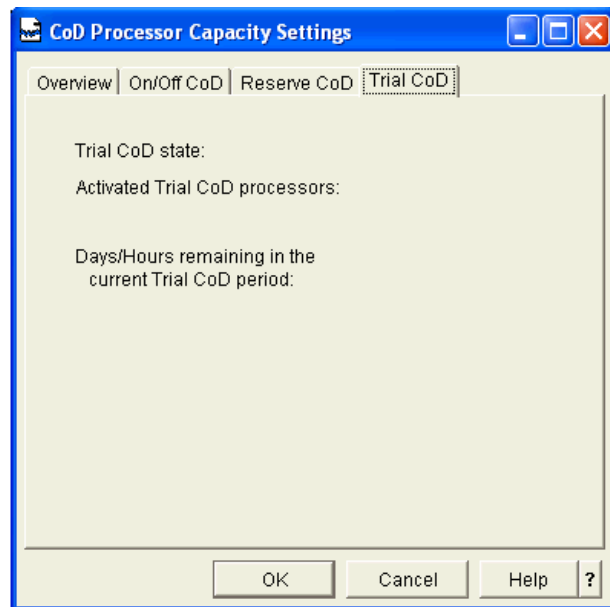 CoD Processor Capacity Settings
Overview On/Off CoD Reserve CoD Trial CoD
Trial CoD state:
Activated Trial CoD processors:
Days/Hours remaining in the
current Trial CoD period:
OK Cancel Help ?